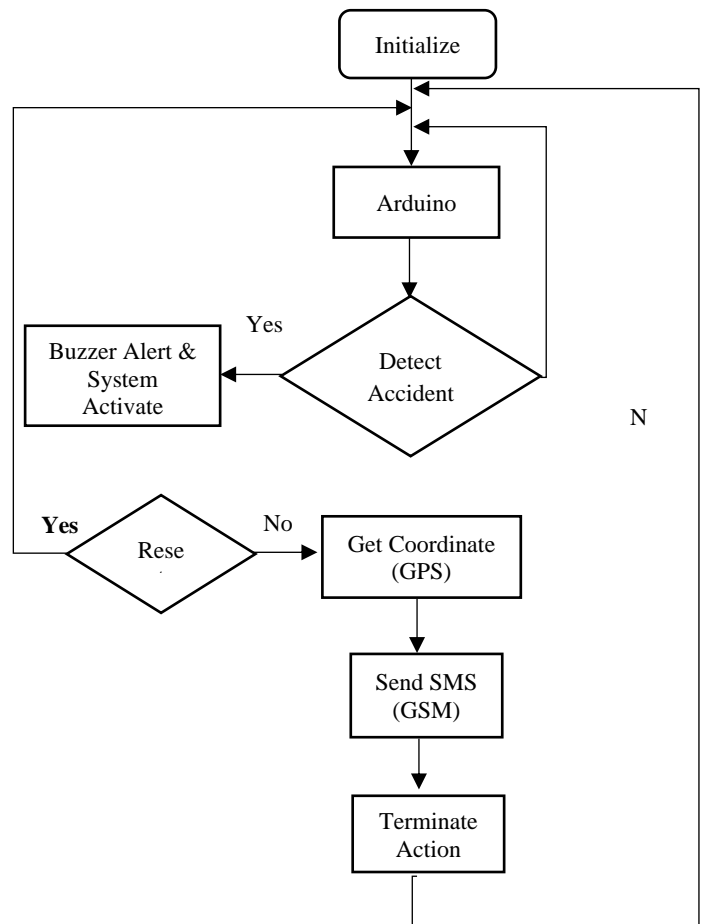 Initialize
Arduino
Yes
Buzzer Alert &
System
Activate
Detect
Accident
N
Yes
Rese
No
Get Coordinate
(GPS)
Send SMS
(GSM)
Terminate
Action